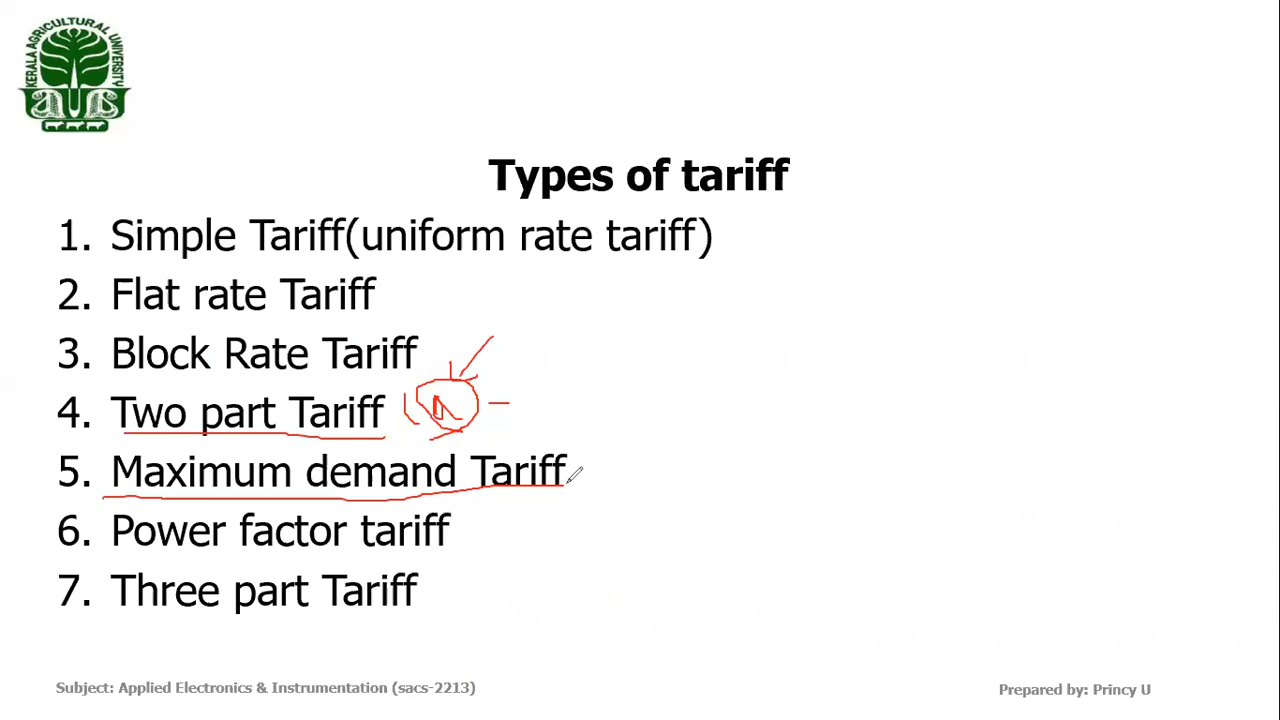 KERALA AGRICULTURAL UNIVERSITY
Types of tariff
1. Simple Tariff(uniform rate tariff)
2. Flat rate Tariff
3. Block Rate Tariff
4. Two part Tariff
5. Maximum demand Tariff
6. Power factor tariff
7. Three part Tariff
Subject: Applied Electronics & Instrumentation (sacs-2213)
Prepared by: Princy U